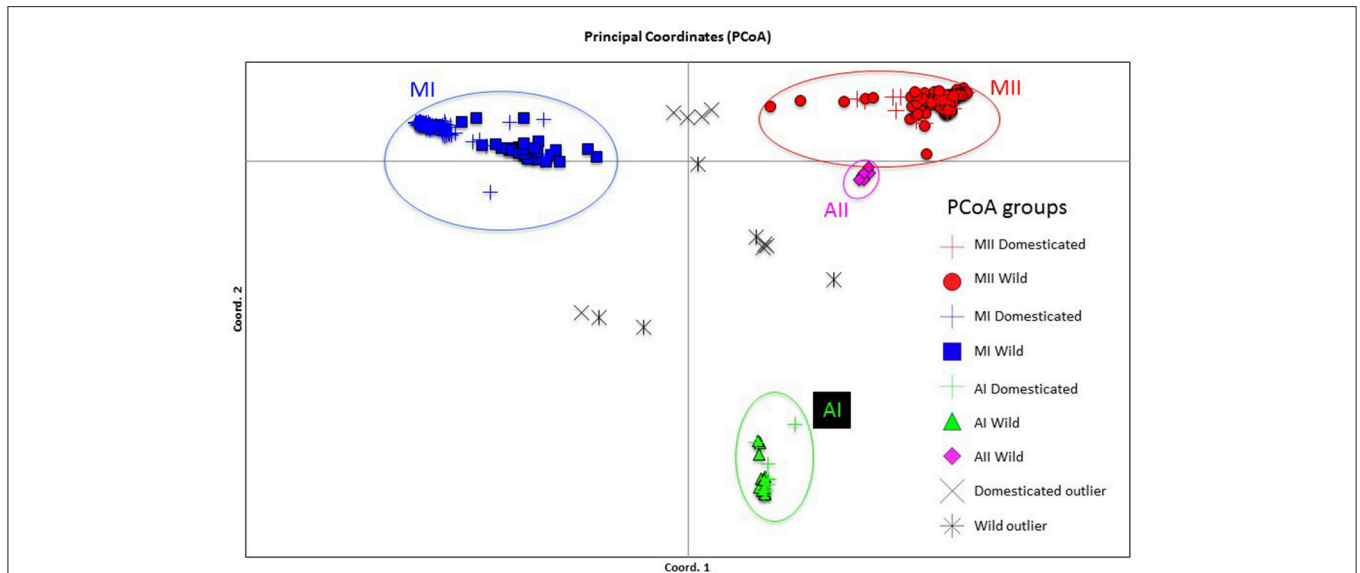 Principal Coordinates (PCoA)
MI
MII
AII
AI
Coord. 2
PCoA groups
MII Domesticated
MII Wild
MI Domesticated
MI Wild
AI Domesticated
AI Wild
AII Wild
Domesticated outlier
Wild outlier
Coord. 1